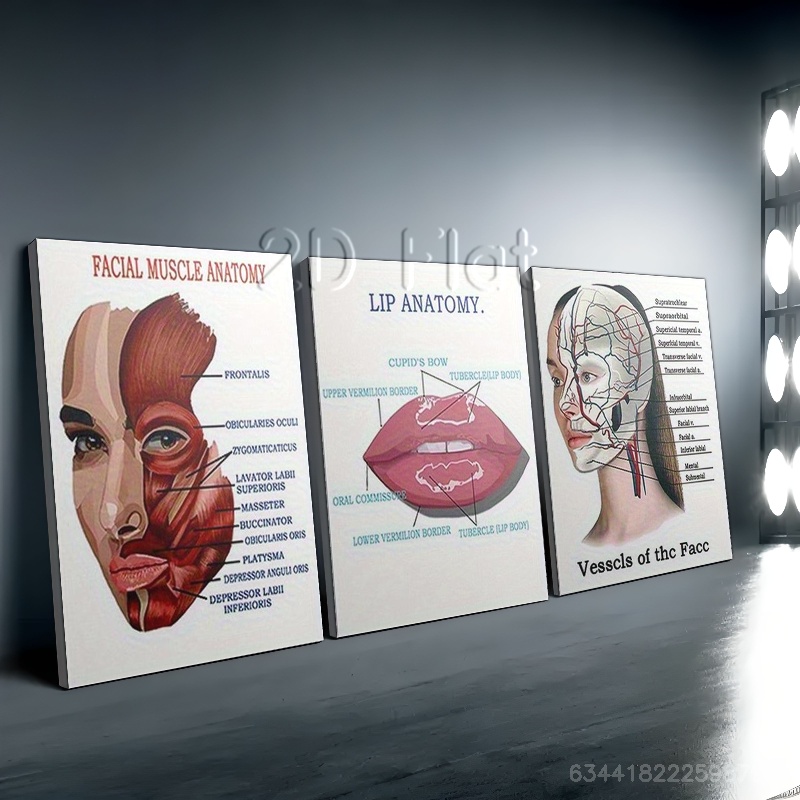 2D Flat
FACIAL MUSCLE ANATOMY
FRONTALIS
OBICULARIES OCULI
ZYGOMATICATICUS
LAVATOR LABII
SUPERIORIS
MASSETER
BUCCINATOR
OBICULARIS ORIS
PLATYSMA
DEPRESSOR ANGULI ORIS
DEPRESSOR LABII
INFERIORIS
LIP ANATOMY.
CUPID'S BOW
TUBERCLE(LIP BODY)
UPPER VERMILION BORDER
ORAL COMMISSURE
LOWER VERMILION BORDER
TUBERCLE (LIP BODY)
Supratrochlear
Supraorbital
Supericial temporal a.
Superficial temporal v.
Transverse facial v.
Transverse facial a.
Infraorbital
Superior labial branch
Facial v.
Facial a.
Inferior labial
Mental
Submental
Vesscls of thc Facc